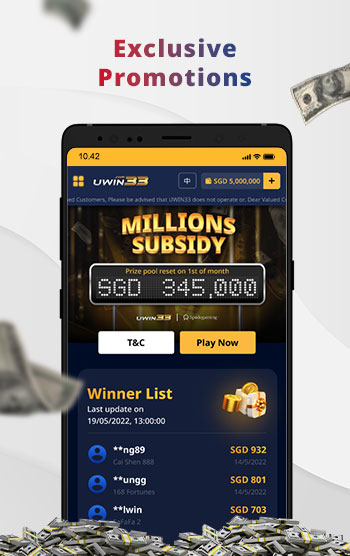 Exclusive
Promotions
10.42
UWIN33
中
SGD 5,000,000 +
ed Customers, Please be advised that UWIN33 does not operate or. Dear Valued C
MILLIONS
SUBSIDY
Prize pool reset on 1st of month
SGD 345,000
UWIN33 | Spadegaming
T&C
Play Now
Winner List
Last update on
19/05/2022, 13:00:00
**ng89
SGD 932
Cai Shen 888
14/5/2022
**ungg
SGD 801
168 Fortunes
14/5/2022
**lwin
SGD 703
FaFaFa 2